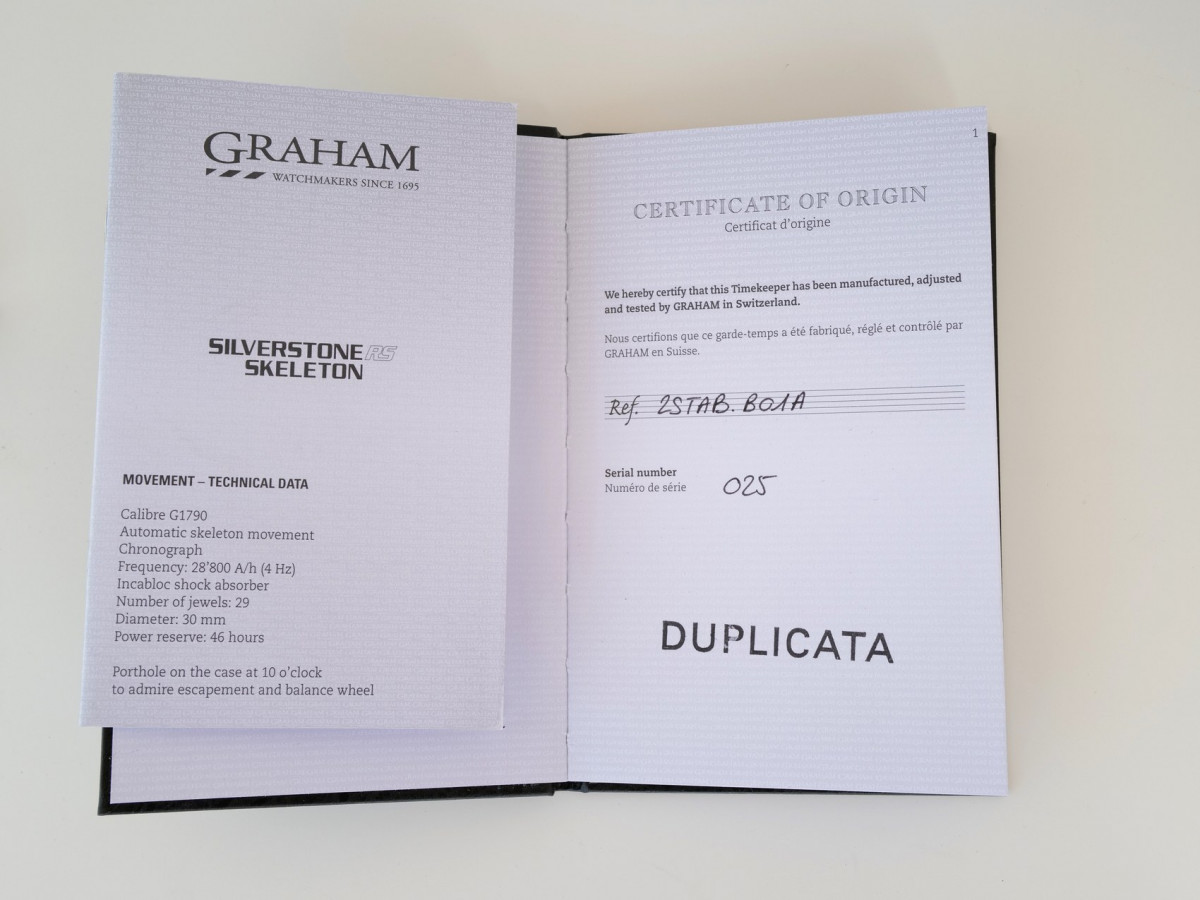 GRAHAM
WATCHMAKERS SINCE 1695
SILVERSTONE RS
SKELETON
MOVEMENT – TECHNICAL DATA
Calibre G1790
Automatic skeleton movement
Chronograph
Frequency: 28'800 A/h (4 Hz)
Incabloc shock absorber
Number of jewels: 29
Diameter: 30 mm
Power reserve: 46 hours
Porthole on the case at 10 o'clock
to admire escapement and balance wheel
1
CERTIFICATE OF ORIGIN
Certificat d'origine
We hereby certify that this Timekeeper has been manufactured, adjusted
and tested by GRAHAM in Switzerland.
Nous certifions que ce garde-temps a été fabriqué, réglé et contrôlé par
GRAHAM en Suisse.
Ref. 2STAB.B01A
Serial number
Numéro de série 025
DUPLICATA